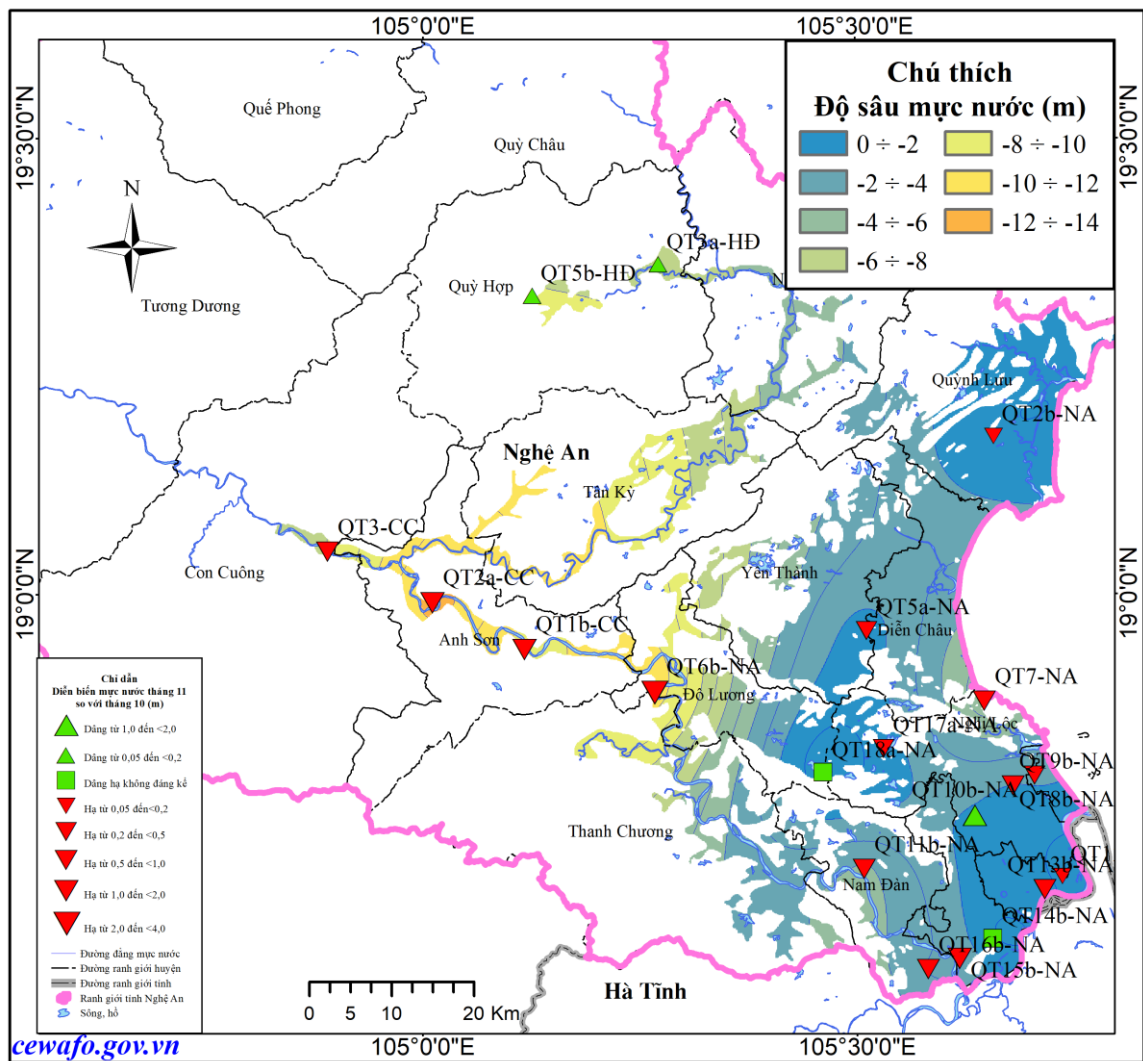 105°0'0"E
105°30'0"E
Chú thích
Độ sâu mực nước (m)
0 ÷ -2
-2 ÷ -4
-4 ÷ -6
-6 ÷ -8
-8 ÷ -10
-10 ÷ -12
-12 ÷ -14
19°30'0"N
19°30'0"N
Quế Phong
Quỳ Châu
N
QT3a-HĐ
QT5b-HĐ
Quỳ Hợp
Tương Dương
Quỳnh Lưu
QT2b-NA
Nghệ An
Tân Kỳ
QT3-CC
Con Cuông
QT2a-CC
Yên Thành
19°0'0"N
19°0'0"N
QT5a-NA
Diễn Châu
QT1b-CC
Anh Sơn
QT6b-NA
Đô Lương
QT7-NA
Nghi Lộc
QT17a-NA
QT18a-NA
QT9b-NA
QT10b-NA
QT8b-NA
Thanh Chương
QT11b-NA
Nam Đàn
QT1
QT13b-NA
QT14b-NA
QT16b-NA
QT15b-NA
Hà Tĩnh
0 5 10 20 Km
Chỉ dẫn
Diễn biến mực nước tháng 11
so với tháng 10 (m)
Dâng từ 1,0 đến <2,0
Dâng từ 0,05 đến <0,2
Dâng hạ không đáng kể
Hạ từ 0,05 đến<0,2
Hạ từ 0,2 đến <0,5
Hạ từ 0,5 đến <1,0
Hạ từ 1,0 đến <2,0
Hạ từ 2,0 đến <4,0
Đường đẳng mực nước
Đường ranh giới huyện
Đường ranh giới tỉnh
Ranh giới tỉnh Nghệ An
Sông, hồ
cewafo.gov.vn
105°0'0"E
105°30'0"E